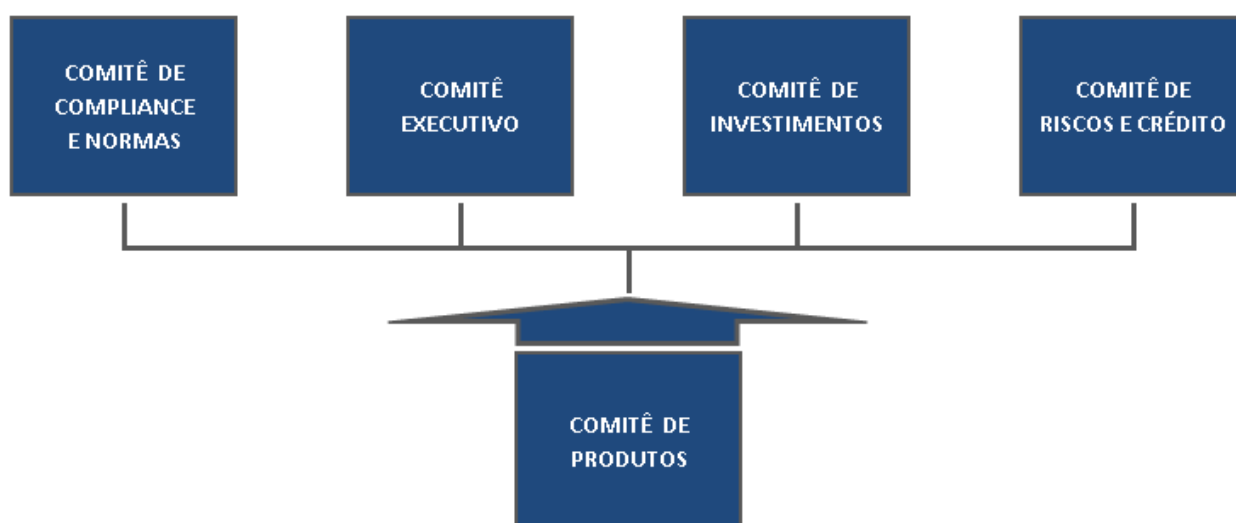 COMITÊ DE
COMPLIANCE
E NORMAS
COMITÊ
EXECUTIVO
COMITÊ DE
INVESTIMENTOS
COMITÊ DE
RISCOS E CRÉDITO
COMITÊ DE
PRODUTOS